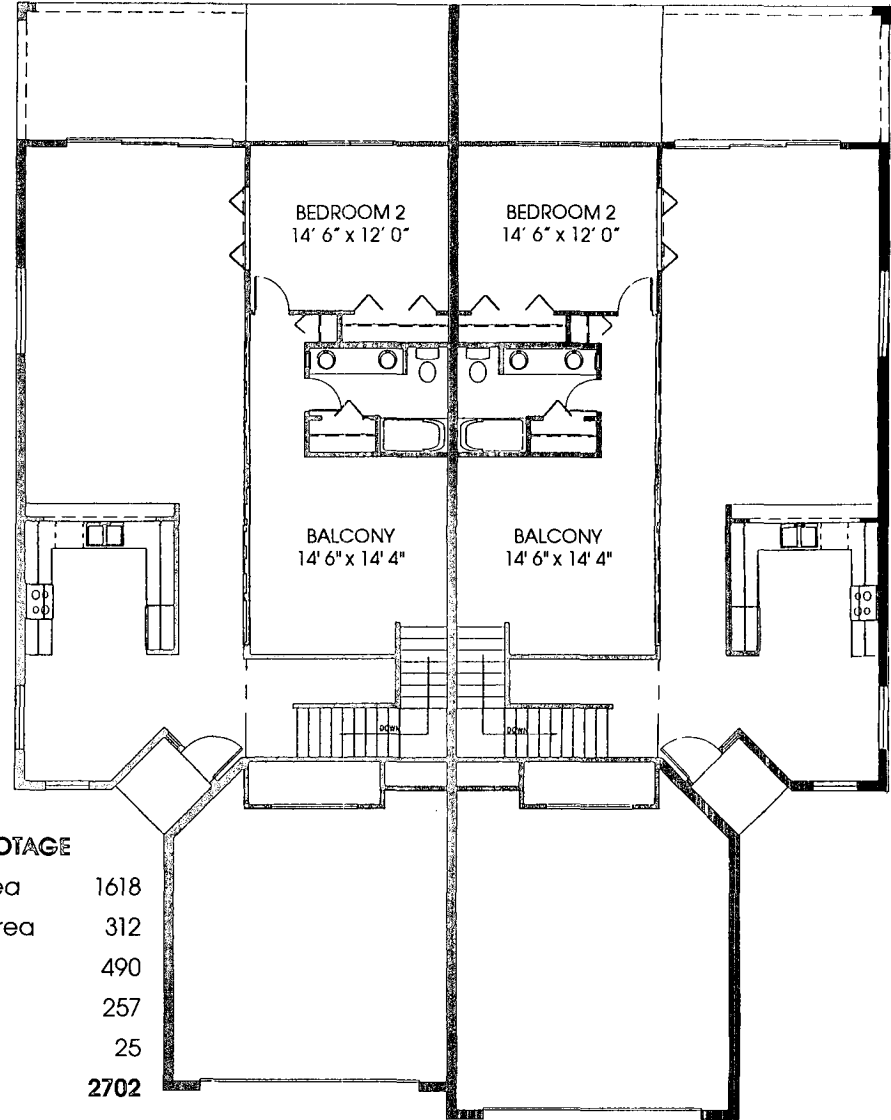 BEDROOM 2
14' 6" x 12' 0"
BEDROOM 2
14' 6" x 12' 0"
BALCONY
14' 6" x 14' 4"
BALCONY
14' 6" x 14' 4"
DOWN
DOWN
OTAGE
ea 1618
rea 312
490
257
25
2702